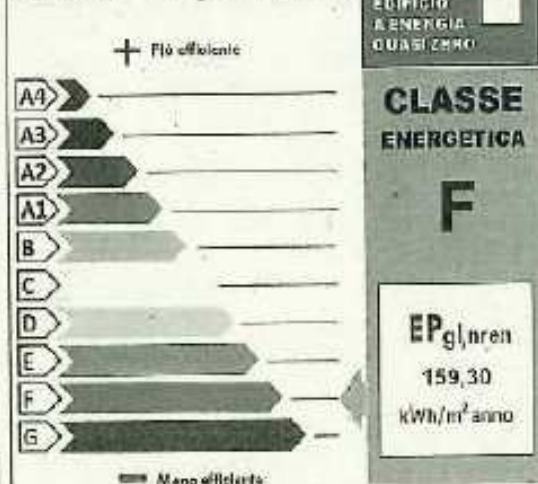 EDIFICIO
A ENERGIA
QUASI ZERO
+ Più efficiente
A4
A3
A2
A1
B
C
D
E
F
G
Meno efficiente
CLASSE
ENERGETICA
F
EPgl,nren
159,30
kWh/m² anno